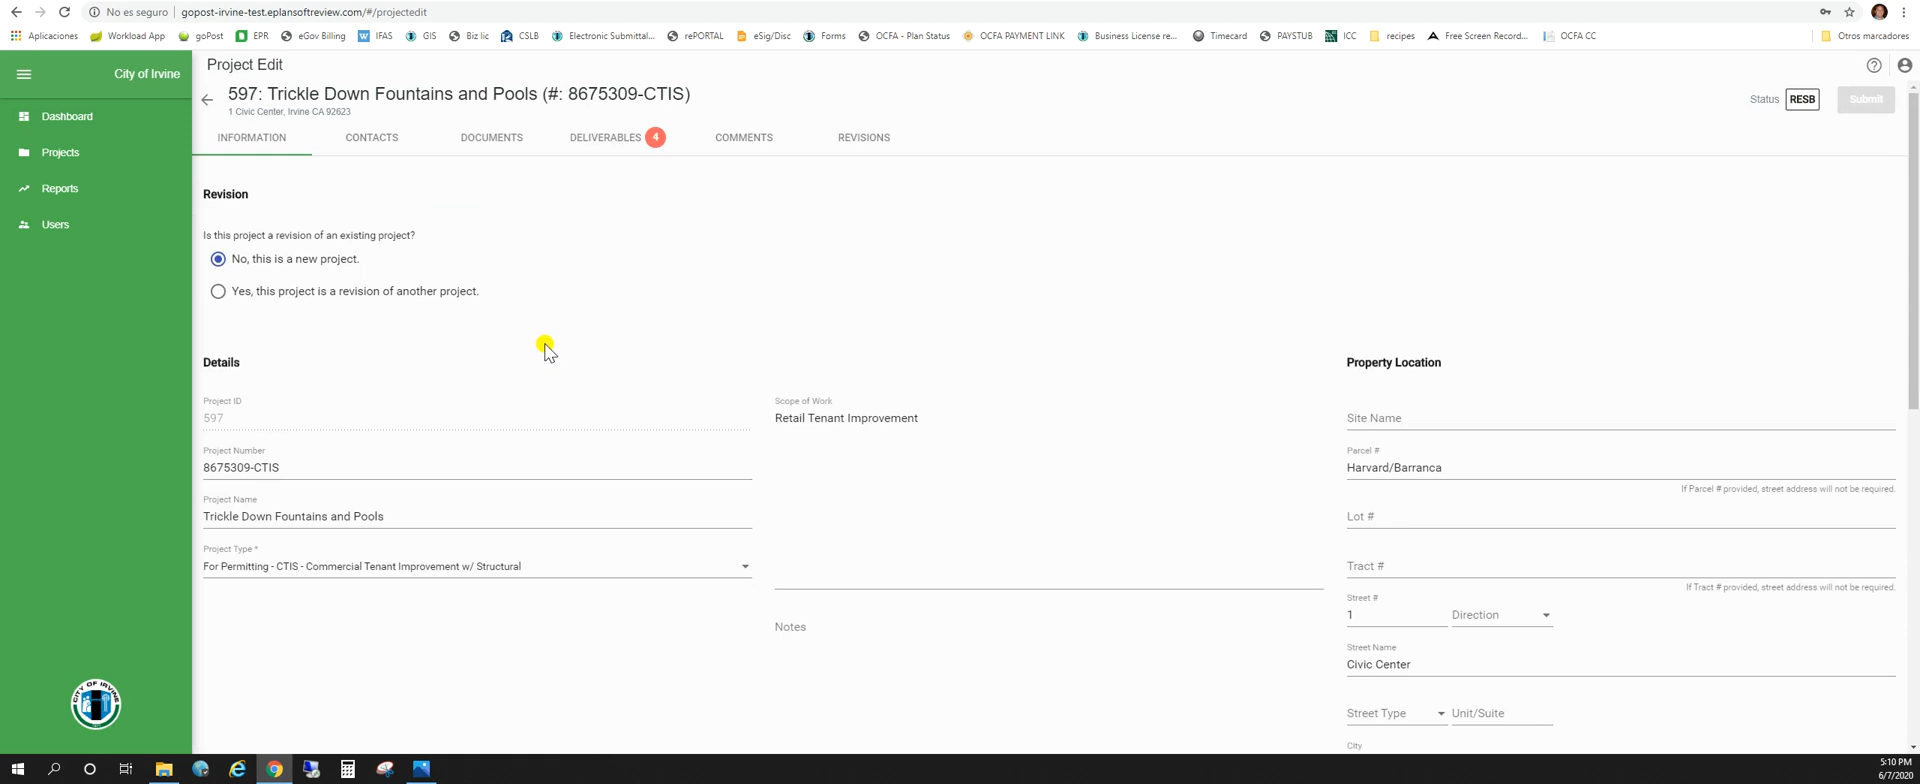 No es seguro gopost-irvine-test.eplansoftreview.com/#/projectedit
Aplicaciones Workload App goPost EPR eGov Billing IFAS GIS Biz lic CSLB Electronic Submittal... rePORTAL eSig/Disc Forms OCFA - Plan Status OCFA PAYMENT LINK Business License re... Timecard PAYSTUB ICC recipes Free Screen Record... OCFA CC Otros marcadores
City of Irvine
Dashboard
Projects
Reports
Users
CITY OF IRVINE
Project Edit
597: Trickle Down Fountains and Pools (#: 8675309-CTIS)
1 Civic Center, Irvine CA 92623
Status RESB Submit
INFORMATION CONTACTS DOCUMENTS DELIVERABLES 4 COMMENTS REVISIONS
Revision
Is this project a revision of an existing project?
No, this is a new project.
Yes, this project is a revision of another project.
Details
Project ID
597
Project Number
8675309-CTIS
Project Name
Trickle Down Fountains and Pools
Project Type *
For Permitting - CTIS - Commercial Tenant Improvement w/ Structural
Scope of Work
Retail Tenant Improvement
Notes
Property Location
Site Name
Parcel #
Harvard/Barranca
If Parcel # provided, street address will not be required.
Lot #
Tract #
If Tract # provided, street address will not be required.
Street #
1 Direction
Street Name
Civic Center
Street Type Unit/Suite
City
5:10 PM
6/7/2020